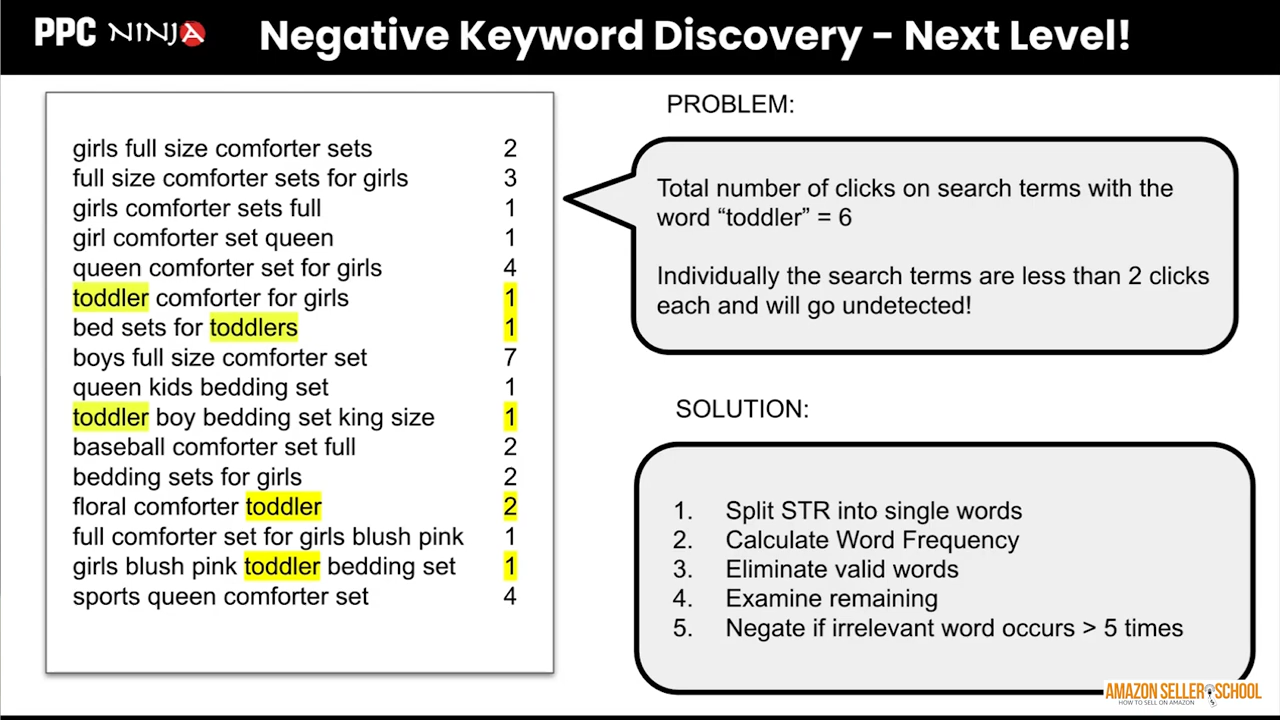 PPC NINJA
Negative Keyword Discovery - Next Level!
girls full size comforter sets 2
full size comforter sets for girls 3
girls comforter sets full 1
girl comforter set queen 1
queen comforter set for girls 4
toddler comforter for girls 1
bed sets for toddlers 1
boys full size comforter set 7
queen kids bedding set 1
toddler boy bedding set king size 1
baseball comforter set full 2
bedding sets for girls 2
floral comforter toddler 2
full comforter set for girls blush pink 1
girls blush pink toddler bedding set 1
sports queen comforter set 4
PROBLEM:
Total number of clicks on search terms with the
word “toddler” = 6
Individually the search terms are less than 2 clicks
each and will go undetected!
SOLUTION:
1. Split STR into single words
2. Calculate Word Frequency
3. Eliminate valid words
4. Examine remaining
5. Negate if irrelevant word occurs > 5 times
AMAZON SELLER SCHOOL
HOW TO SELL ON AMAZON